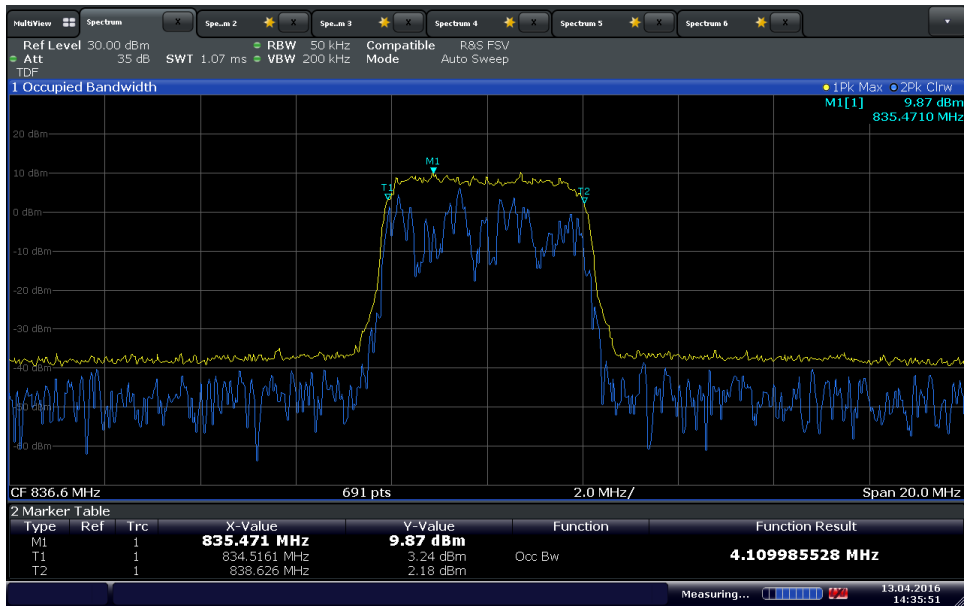 MultiView Spectrum X Spe..m 2 X Spe..m 3 X Spectrum 4 X Spectrum 5 X Spectrum 6 X
Ref Level 30.00 dBm RBW 50 kHz Compatible R&S FSV
Att 35 dB SWT 1.07 ms VBW 200 kHz Mode Auto Sweep
TDF
1 Occupied Bandwidth 1Pk Max 2Pk Clrw
M1[1] 9.87 dBm
835.4710 MHz
20 dBm
M1
10 dBm
T1 T2
0 dBm
-10 dBm
-20 dBm
-30 dBm
-40 dBm
-50 dBm
-60 dBm
CF 836.6 MHz 691 pts 2.0 MHz/ Span 20.0 MHz
2 Marker Table
Type Ref Trc X-Value Y-Value Function Function Result
M1 1 835.471 MHz 9.87 dBm
T1 1 834.5161 MHz 3.24 dBm Occ Bw 4.109985528 MHz
T2 1 838.626 MHz 2.18 dBm
Measuring... 13.04.2016
14:35:51